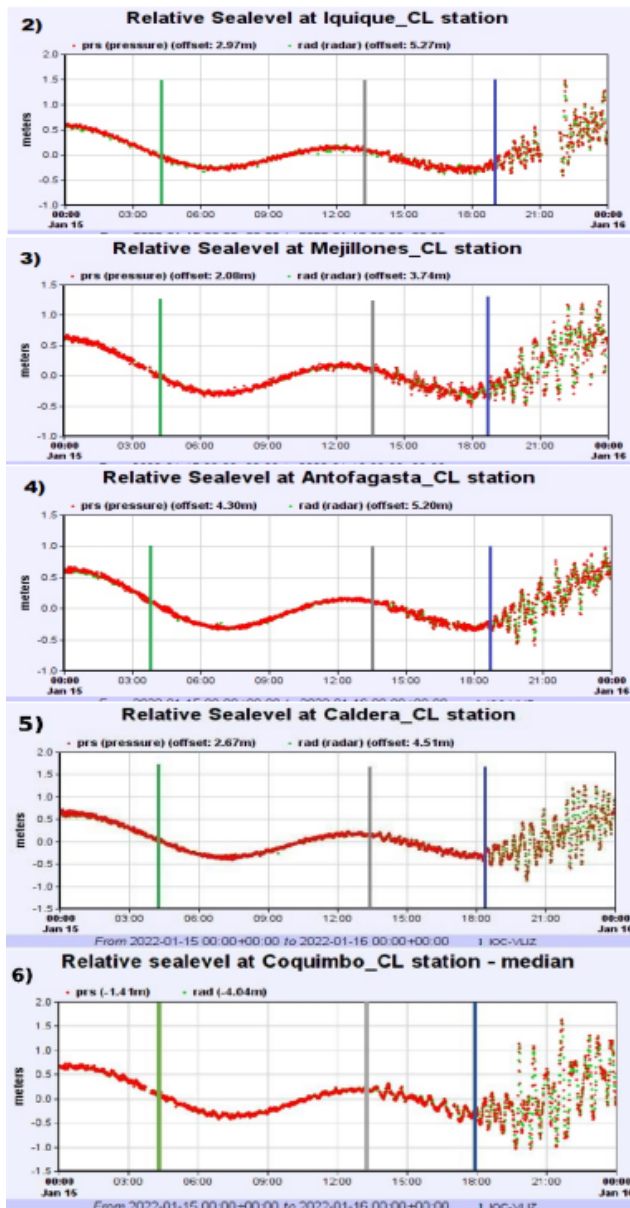 2)
Relative Sealevel at Iquique_CL station
prs (pressure) (offset: 2.97m) rad (radar) (offset: 5.27m)
2.0
1.5
1.0
0.5
0.0
-0.5
-1.0
meters
00:00 03:00 06:00 09:00 12:00 15:00 18:00 21:00 00:00
Jan 15 Jan 16
3)
Relative Sealevel at Mejillones_CL station
prs (pressure) (offset: 2.08m) rad (radar) (offset: 3.74m)
1.5
1.0
0.5
0.0
-0.5
-1.0
meters
00:00 03:00 06:00 09:00 12:00 15:00 18:00 21:00 00:00
Jan 15 Jan 16
4)
Relative Sealevel at Antofagasta_CL station
prs (pressure) (offset: 4.30m) rad (radar) (offset: 5.20m)
1.5
1.0
0.5
0.0
-0.5
-1.0
meters
00:00 03:00 06:00 09:00 12:00 15:00 18:00 21:00 00:00
Jan 15 Jan 16
5)
Relative Sealevel at Caldera_CL station
prs (pressure) (offset: 2.67m) rad (radar) (offset: 4.51m)
2.0
1.5
1.0
0.5
0.0
-0.5
-1.0
-1.5
meters
00:00 03:00 06:00 09:00 12:00 15:00 18:00 21:00 00:00
Jan 15 Jan 16
From 2022-01-15 00:00+00:00 to 2022-01-16 00:00+00:00 IOC-VLIZ
6)
Relative sealevel at Coquimbo_CL station - median
prs (-1.41m) rad (-4.04m)
2.0
1.5
1.0
0.5
0.0
-0.5
-1.0
-1.5
meters
00:00 03:00 06:00 09:00 12:00 15:00 18:00 21:00 00:00
Jan 15 Jan 16
From 2022-01-15 00:00+00:00 to 2022-01-16 00:00+00:00 IOC-VLIZ